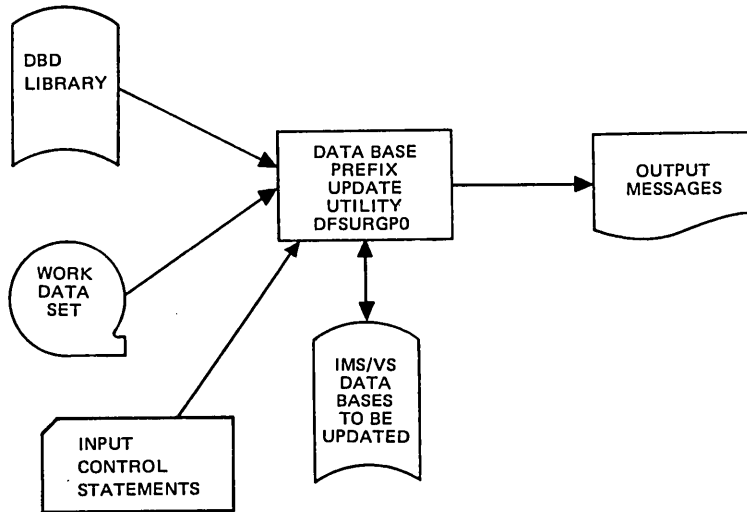 DBD
LIBRARY
DATA BASE
PREFIX
UPDATE
UTILITY
DFSURGP0
OUTPUT
MESSAGES
WORK
DATA
SET
IMS/VS
DATA
BASES
TO BE
UPDATED
INPUT
CONTROL
STATEMENTS